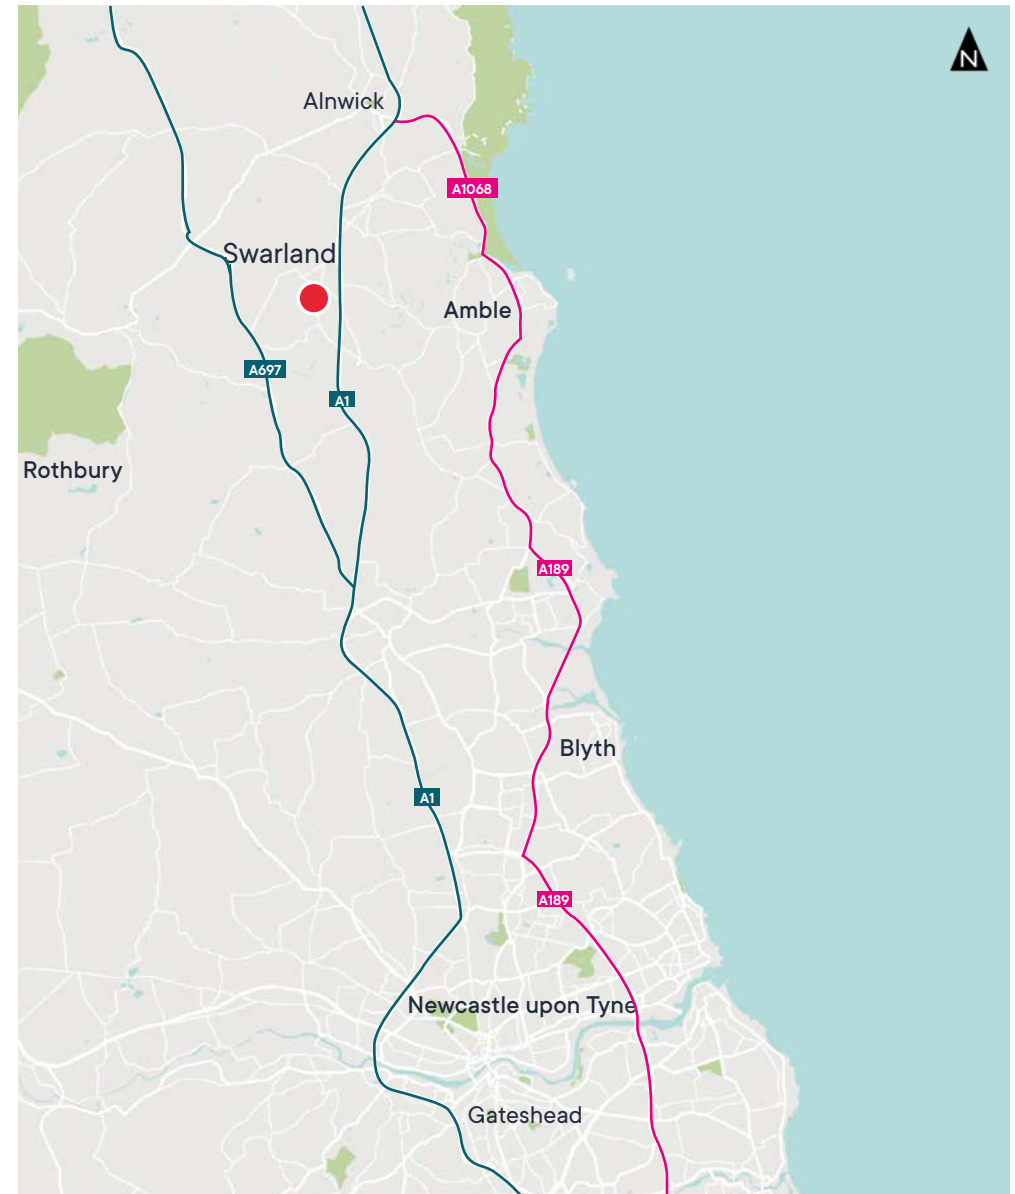 N
Alnwick
A1068
Swarland
Amble
A697
A1
Rothbury
A189
Blyth
A1
A189
Newcastle upon Tyne
Gateshead